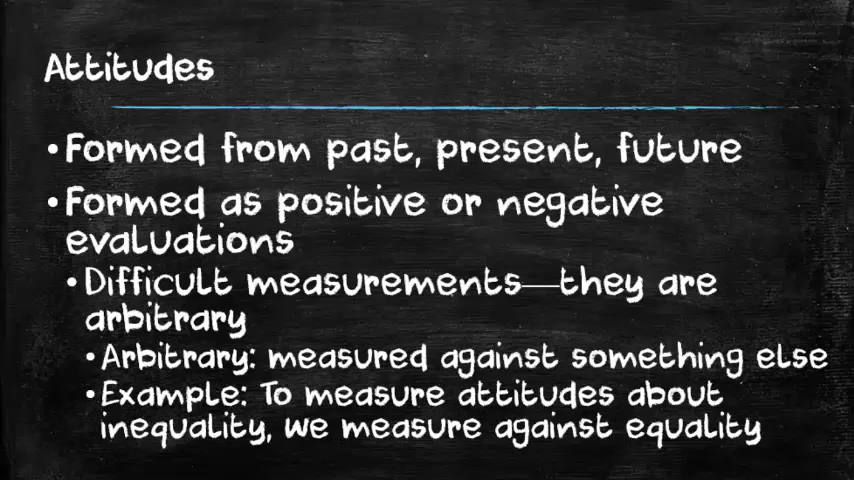 Attitudes
• Formed from past, present, future
• Formed as positive or negative
evaluations
• Difficult measurements—they are
arbitrary
• Arbitrary: measured against something else
• Example: To measure attitudes about
inequality, we measure against equality